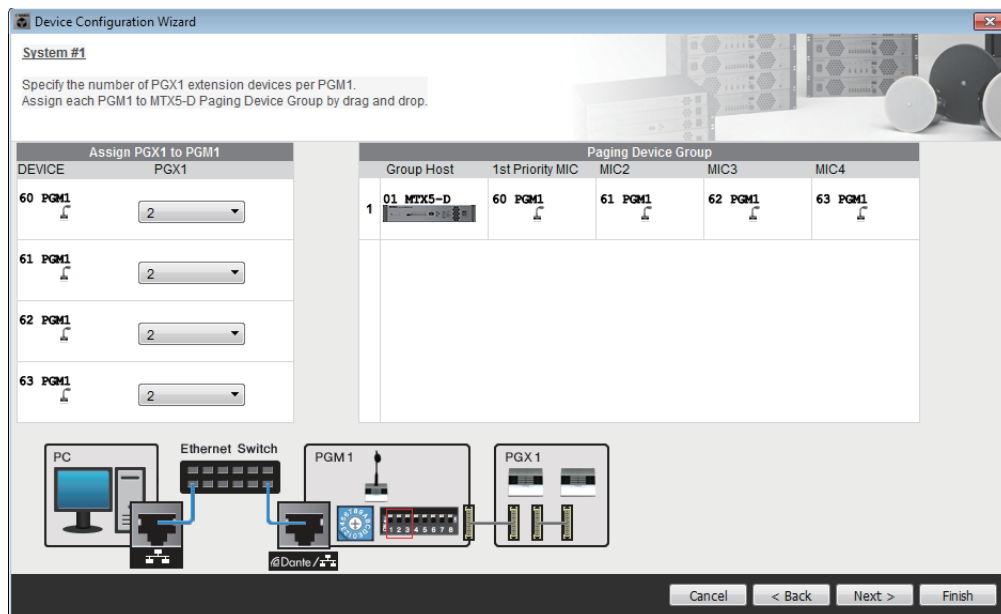 Device Configuration Wizard
System #1
Specify the number of PGX1 extension devices per PGM1.
Assign each PGM1 to MTX5-D Paging Device Group by drag and drop.
Assign PGX1 to PGM1
DEVICE PGX1
60 PGM1
2
61 PGM1
2
62 PGM1
2
63 PGM1
2
Paging Device Group
Group Host 1st Priority MIC MIC2 MIC3 MIC4
1 01 MTX5-D 60 PGM1 61 PGM1 62 PGM1 63 PGM1
PC
Ethernet Switch
PGM1
PGX1
1 2 3 4 5 6 7 8
Dante/
Cancel < Back Next > Finish